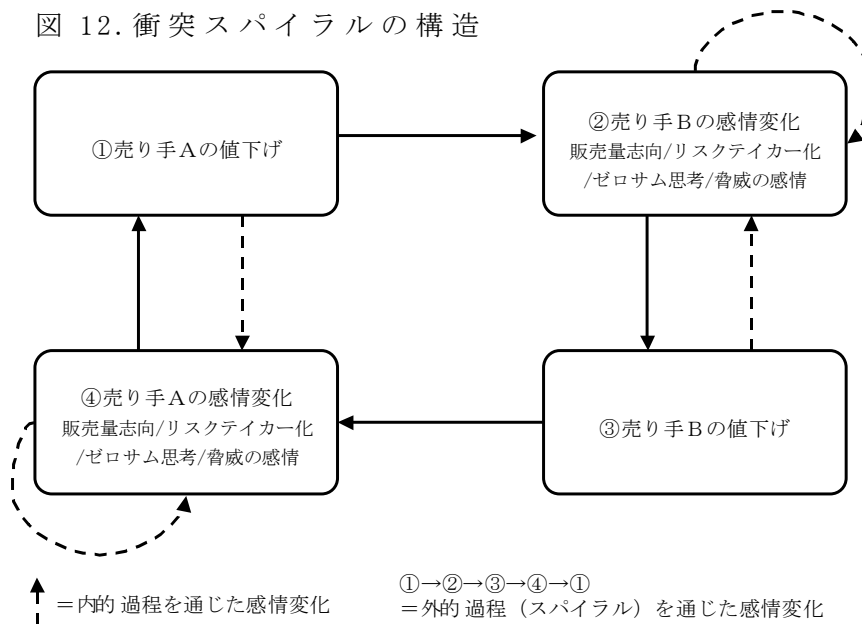 図 12.衝突スパイラルの構造
①売り手Aの値下げ
②売り手Bの感情変化
販売量志向/リスクテイカー化
/ゼロサム思考/脅威の感情
④売り手Aの感情変化
販売量志向/リスクテイカー化
/ゼロサム思考/脅威の感情
③売り手Bの値下げ
=内的過程を通じた感情変化
①→②→③→④→①
=外的過程（スパイラル）を通じた感情変化